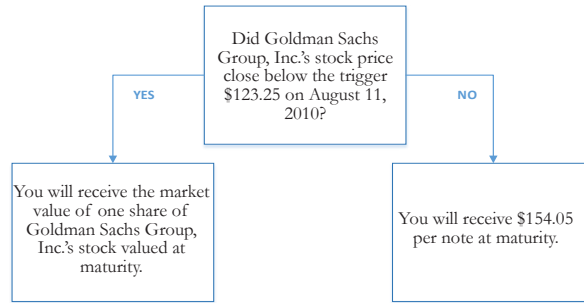 Did Goldman Sachs
Group, Inc.'s stock price
close below the trigger
$123.25 on August 11,
2010?
YES
NO
You will receive the market
value of one share of
Goldman Sachs Group,
Inc.'s stock valued at
maturity.
You will receive $154.05
per note at maturity.